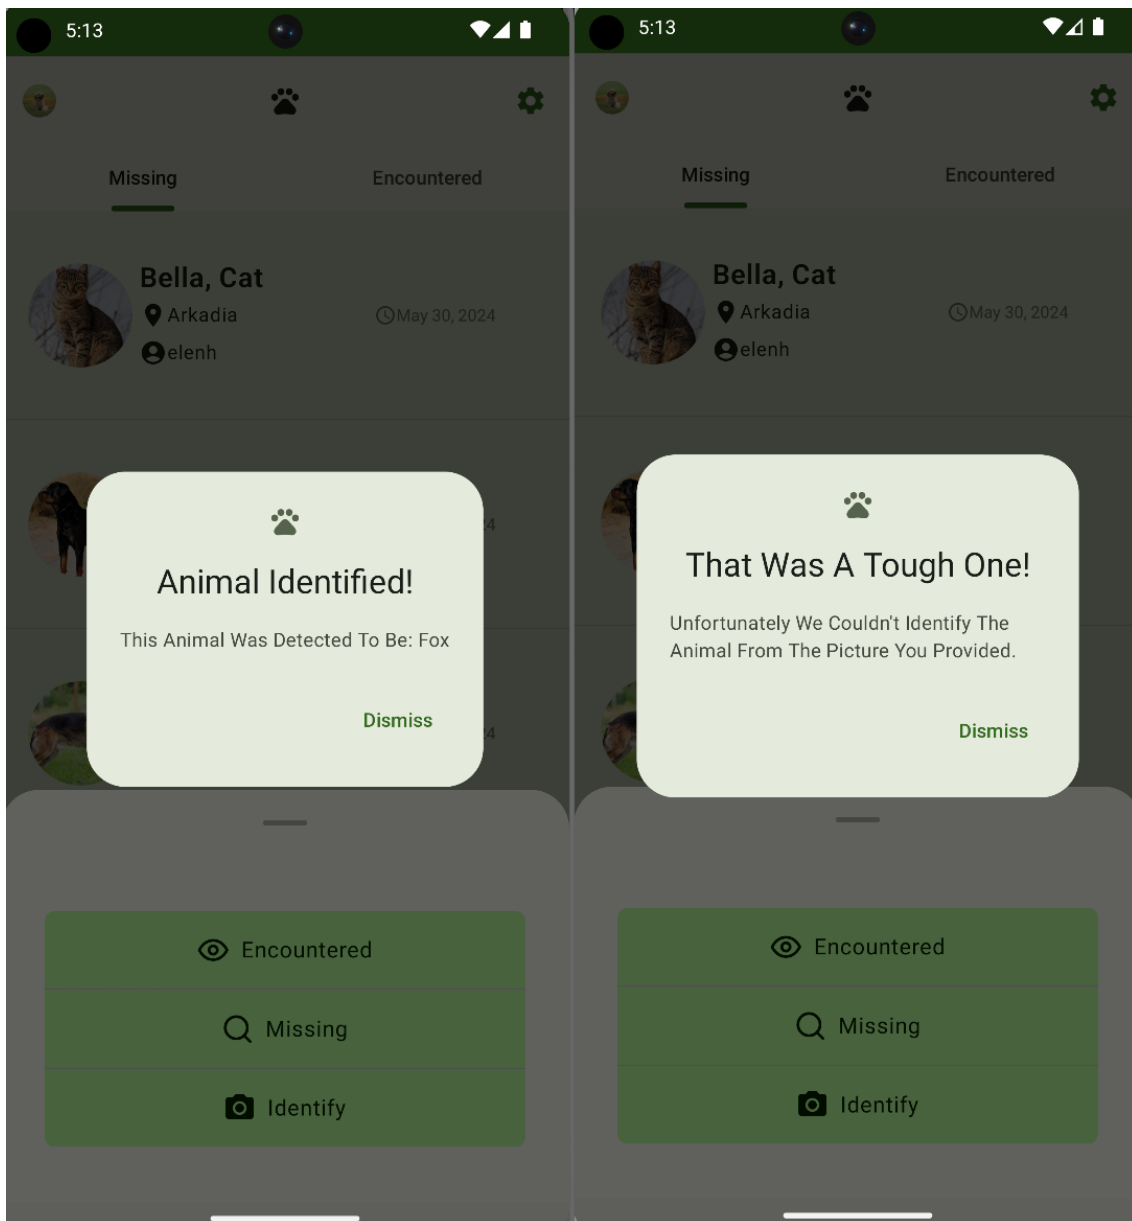 5:13
Missing
Encountered
Bella, Cat
Arkadia
May 30, 2024
elenh
24
Animal Identified!
This Animal Was Detected To Be: Fox
Dismiss
24
Encountered
Missing
Identify
5:13
Missing
Encountered
Bella, Cat
Arkadia
May 30, 2024
elenh
That Was A Tough One!
Unfortunately We Couldn't Identify The
Animal From The Picture You Provided.
Dismiss
Encountered
Missing
Identify